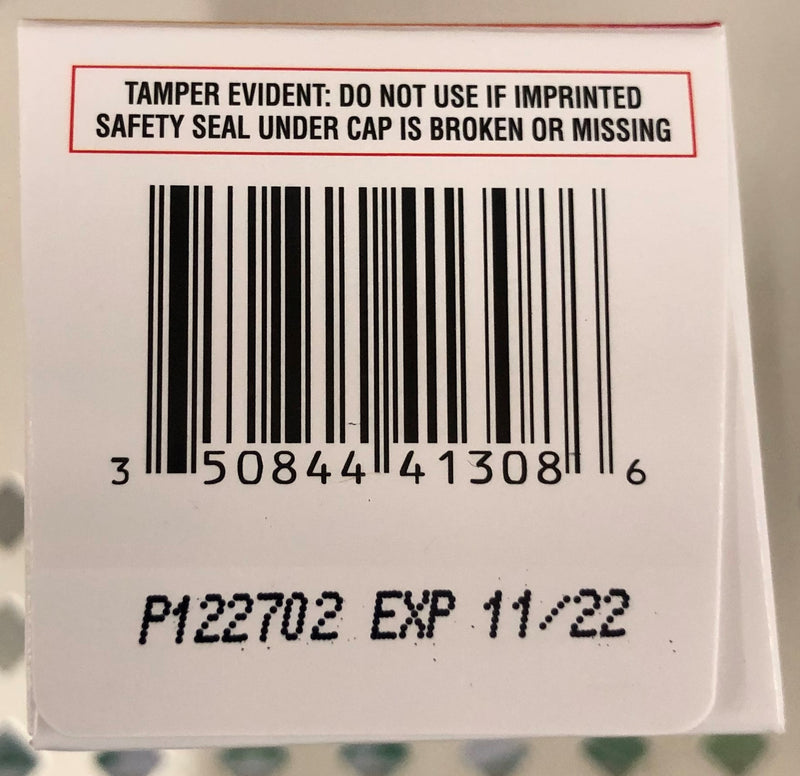 TAMPER EVIDENT: DO NOT USE IF IMPRINTED
SAFETY SEAL UNDER CAP IS BROKEN OR MISSING
3 50844 41308 6
P122702 EXP 11/22